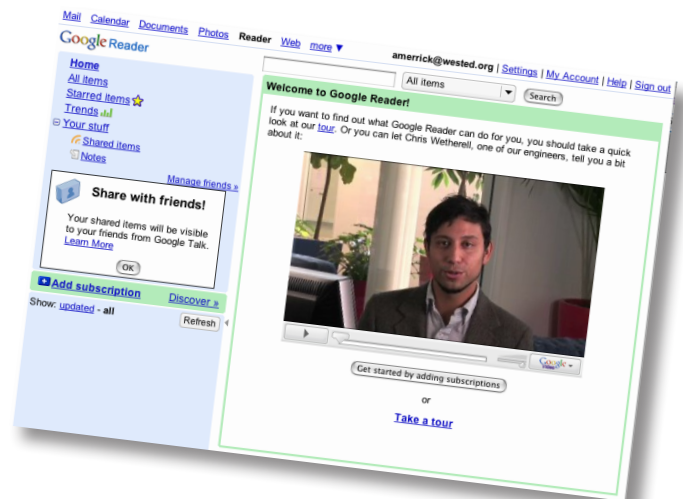 Mail Calendar Documents Photos Reader Web more ▼
amerrick@wested.org | Settings | My Account | Help | Sign out
Google Reader
All items
Search
Home
All items
Starred items
Trends
Your stuff
Shared items
Notes
Manage friends »
Share with friends!
Your shared items will be visible
to your friends from Google Talk.
Learn More
OK
Add subscription
Discover »
Show: updated - all
Refresh
Welcome to Google Reader!
If you want to find out what Google Reader can do for you, you should take a quick
look at our tour. Or you can let Chris Wetherell, one of our engineers, tell you a bit
about it:
Google
Get started by adding subscriptions
or
Take a tour